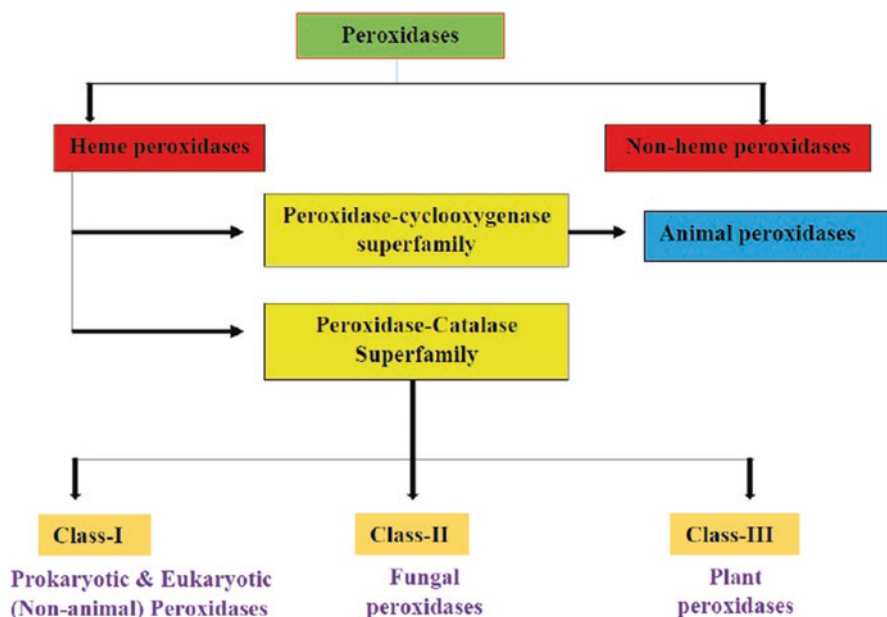 Peroxidases
Heme peroxidases
Non-heme peroxidases
Peroxidase-cyclooxygenase
superfamily
Animal peroxidases
Peroxidase-Catalase
Superfamily
Class-I
Class-II
Class-III
Prokaryotic & Eukaryotic
(Non-animal) Peroxidases
Fungal
peroxidases
Plant
peroxidases